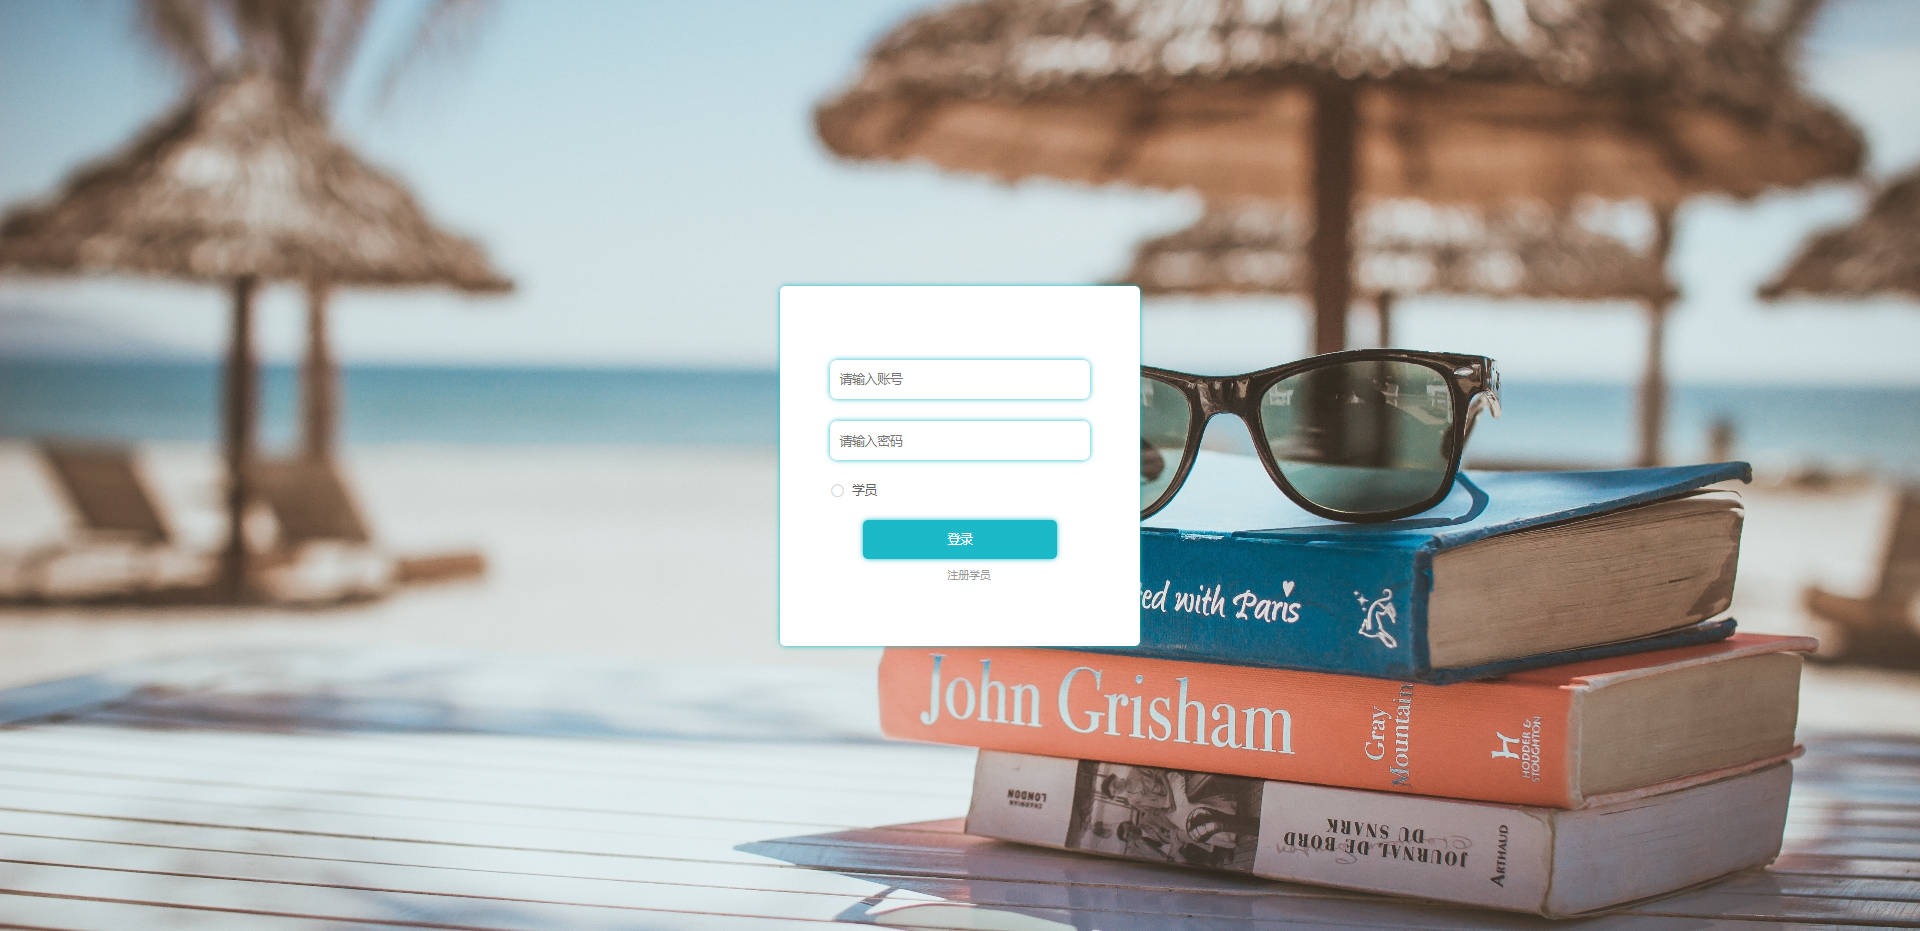 请输入账号
请输入密码
学员
登录
注册学员
ed with Paris
John Grisham
Gray
Mountain
HODDER &
STOUGHTON
LONDON
JOURNAL DE BORD
DU SNARK
ARTHAUD